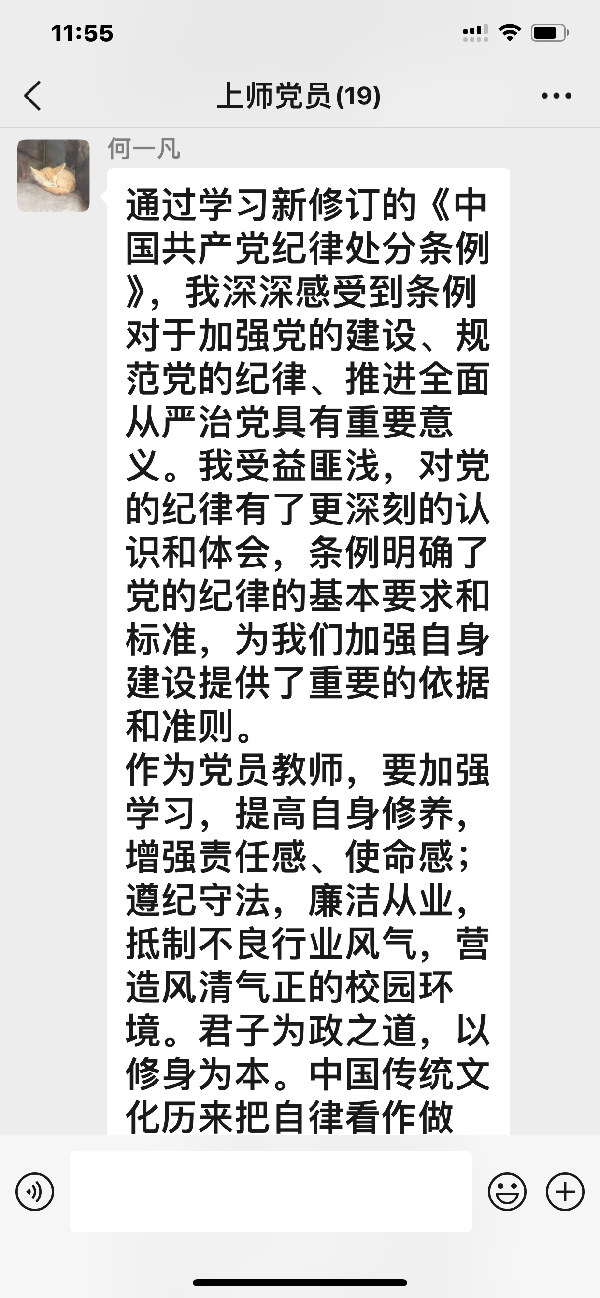 11:55
上师党员(19)
何一凡
通过学习新修订的《中
国共产党纪律处分条例
》，我深深感受到条例
对于加强党的建设、规
范党的纪律、推进全面
从严治党具有重要意
义。我受益匪浅，对党
的纪律有了更深刻的认
识和体会，条例明确了
党的纪律的基本要求和
标准，为我们加强自身
建设提供了重要的依据
和准则。
作为党员教师，要加强
学习，提高自身修养，
增强责任感、使命感；
遵纪守法，廉洁从业，
抵制不良行业风气，营
造风清气正的校园环
境。君子为政之道，以
修身为本。中国传统文
化历来把自律看作做